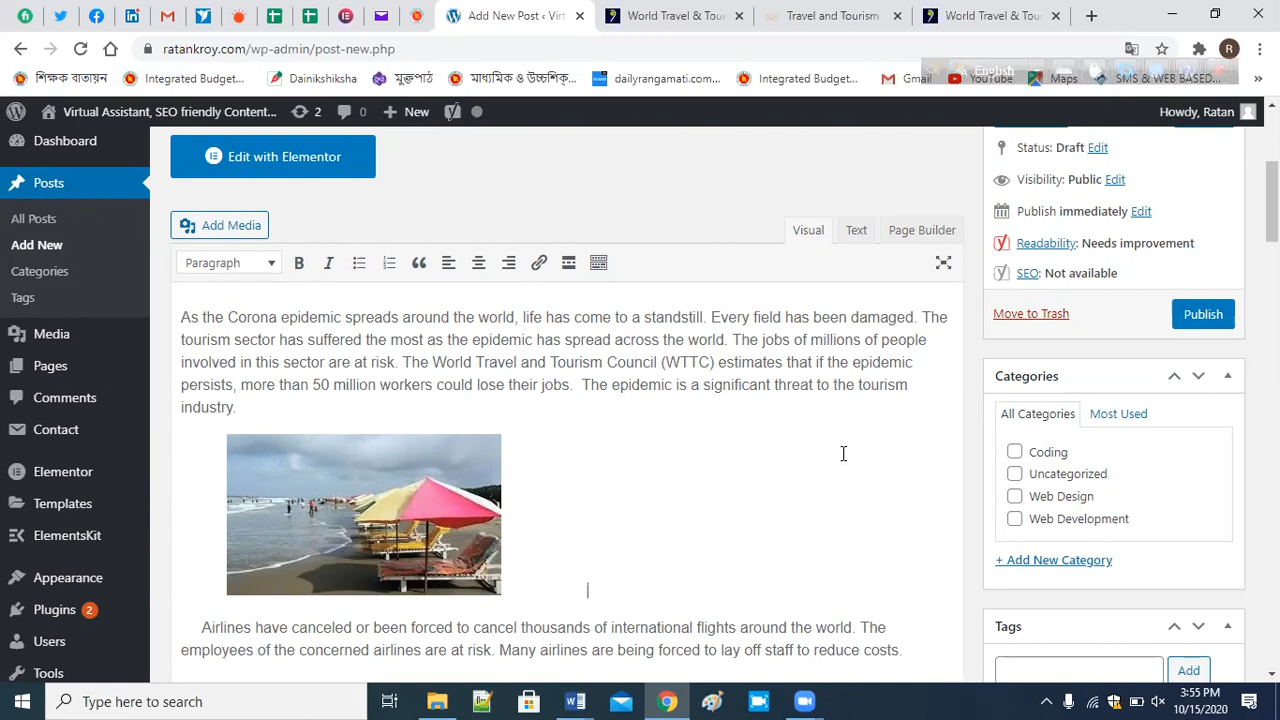 Add New Post ‹ Virt
World Travel & Tou
Travel and Tourism
World Travel & Tou
ratankroy.com/wp-admin/post-new.php
শিক্ষক বাতায়ন
Integrated Budget...
Dainikshiksha
মুক্তপাঠ
মাধ্যমিক ও উচ্চশিক্...
dailyrangamati.com...
Integrated Budget...
Gmail
YouTube
Maps
SMS & WEB BASED...
English
Virtual Assistant, SEO friendly Content...
2
0
New
Howdy, Ratan
Dashboard
Posts
All Posts
Add New
Categories
Tags
Media
Pages
Comments
Contact
Elementor
Templates
ElementsKit
Appearance
Plugins 2
Users
Tools
Edit with Elementor
Add Media
Visual
Text
Page Builder
Paragraph
As the Corona epidemic spreads around the world, life has come to a standstill. Every field has been damaged. The
tourism sector has suffered the most as the epidemic has spread across the world. The jobs of millions of people
involved in this sector are at risk. The World Travel and Tourism Council (WTTC) estimates that if the epidemic
persists, more than 50 million workers could lose their jobs. The epidemic is a significant threat to the tourism
industry.
Airlines have canceled or been forced to cancel thousands of international flights around the world. The
employees of the concerned airlines are at risk. Many airlines are being forced to lay off staff to reduce costs.
Status: Draft Edit
Visibility: Public Edit
Publish immediately Edit
Readability: Needs improvement
SEO: Not available
Move to Trash
Publish
Categories
All Categories
Most Used
Coding
Uncategorized
Web Design
Web Development
+ Add New Category
Tags
Add
Type here to search
3:55 PM
10/15/2020